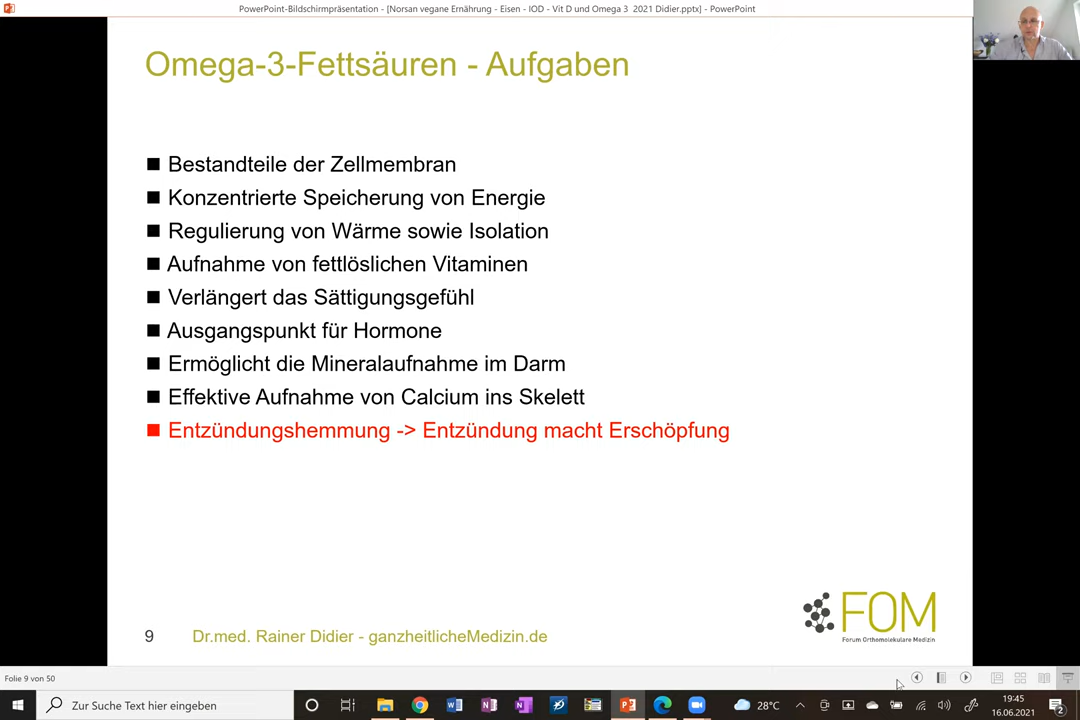 PowerPoint-Bildschirmpräsentation - [Norsan vegane Ernährung - Eisen - IOD - Vit D und Omega 3  2021 Didier.pptx] - PowerPoint
Omega-3-Fettsäuren - Aufgaben
Bestandteile der Zellmembran
Konzentrierte Speicherung von Energie
Regulierung von Wärme sowie Isolation
Aufnahme von fettlöslichen Vitaminen
Verlängert das Sättigungsgefühl
Ausgangspunkt für Hormone
Ermöglicht die Mineralaufnahme im Darm
Effektive Aufnahme von Calcium ins Skelett
Entzündungshemmung -> Entzündung macht Erschöpfung
FOM
Forum Orthomolekulare Medizin
9 Dr.med. Rainer Didier - ganzheitlicheMedizin.de
Folie 9 von 50
Zur Suche Text hier eingeben
28°C
19:45
16.06.2021
2